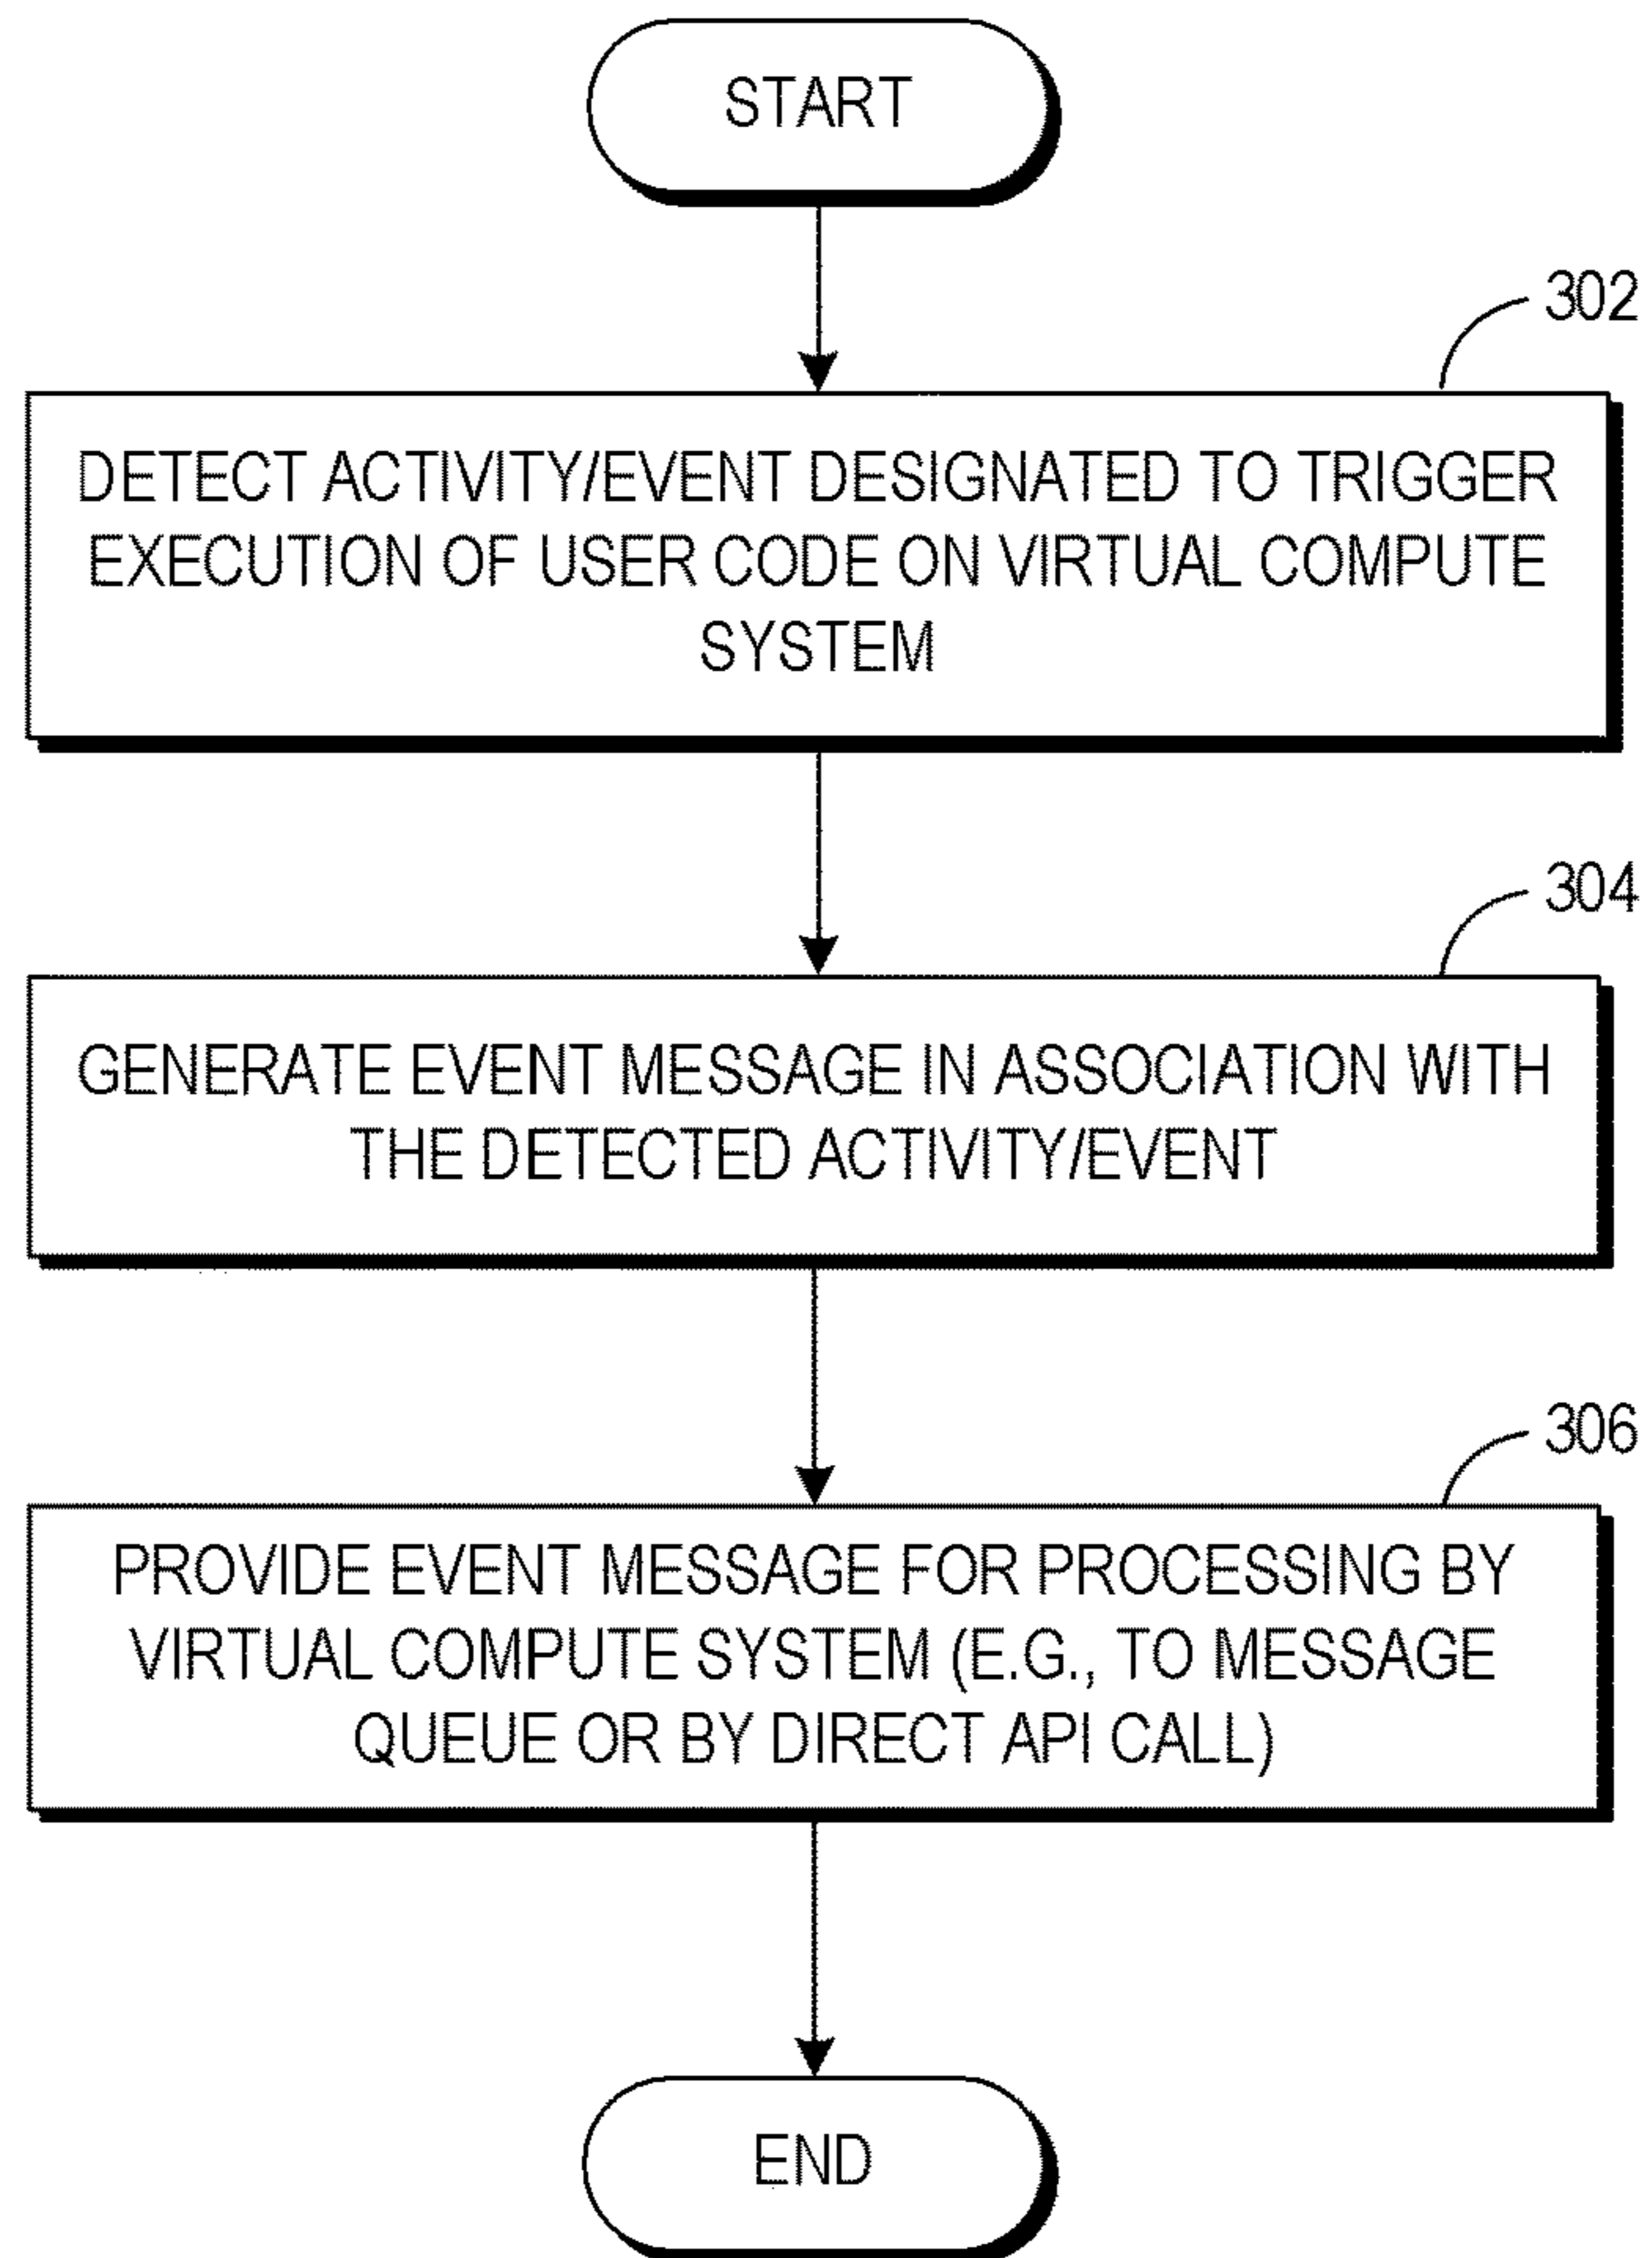 START
302
DETECT ACTIVITY/EVENT DESIGNATED TO TRIGGER
EXECUTION OF USER CODE ON VIRTUAL COMPUTE
SYSTEM
304
GENERATE EVENT MESSAGE IN ASSOCIATION WITH
THE DETECTED ACTIVITY/EVENT
306
PROVIDE EVENT MESSAGE FOR PROCESSING BY
VIRTUAL COMPUTE SYSTEM (E.G., TO MESSAGE
QUEUE OR BY DIRECT API CALL)
END